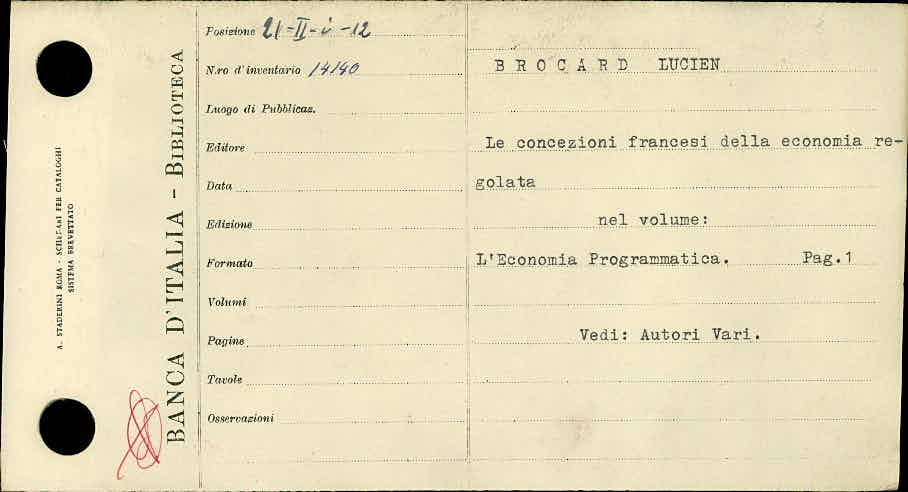 A. STADERINI ROMA - SCHEDARI PER CATALOGHI
SISTEMA BREVETTATO
BANCA D'ITALIA - BIBLIOTECA
Posizione 21-II-i-12
N.ro d'inventario 14140
Luogo di Pubblicaz.
Editore
Data
Edizione
Formato
Volumi
Pagine
Tavole
Osservazioni
BROCARD LUCIEN
Le concezioni francesi della economia re-
golata
nel volume:
L'Economia Programmatica. Pag.1
Vedi: Autori Vari.